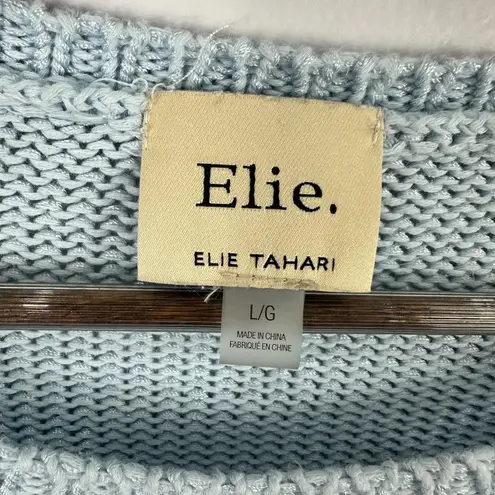 Elie.
ELIE TAHARI
L/G
MADE IN CHINA
FABRIQUÉ EN CHINE